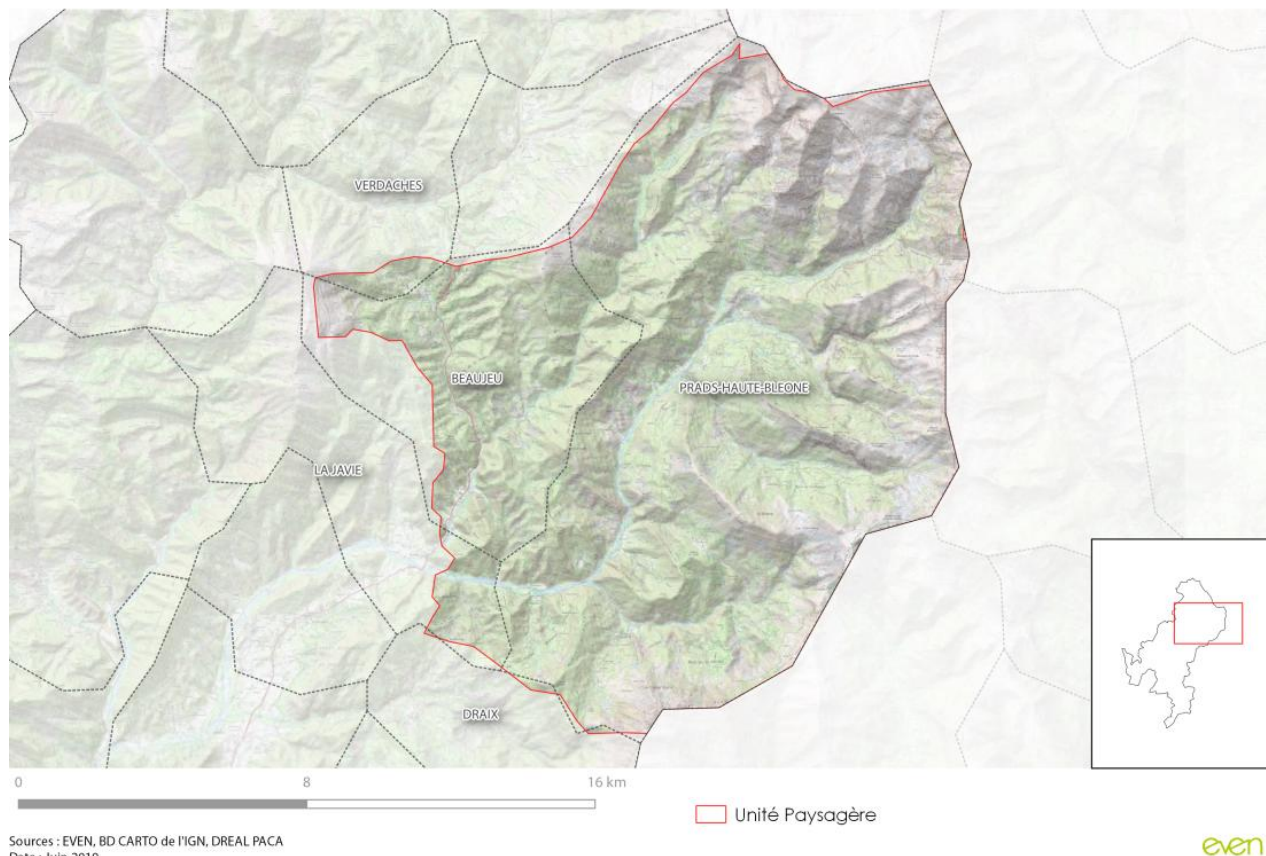 VERDACHES
BEAUJEU
PRADS-HAUTE-BLEONE
LA JAVIE
DRAIX
0 8 16 km
Unité Paysagère
Sources : EVEN, BD CARTO de l'IGN, DREAL PACA
even